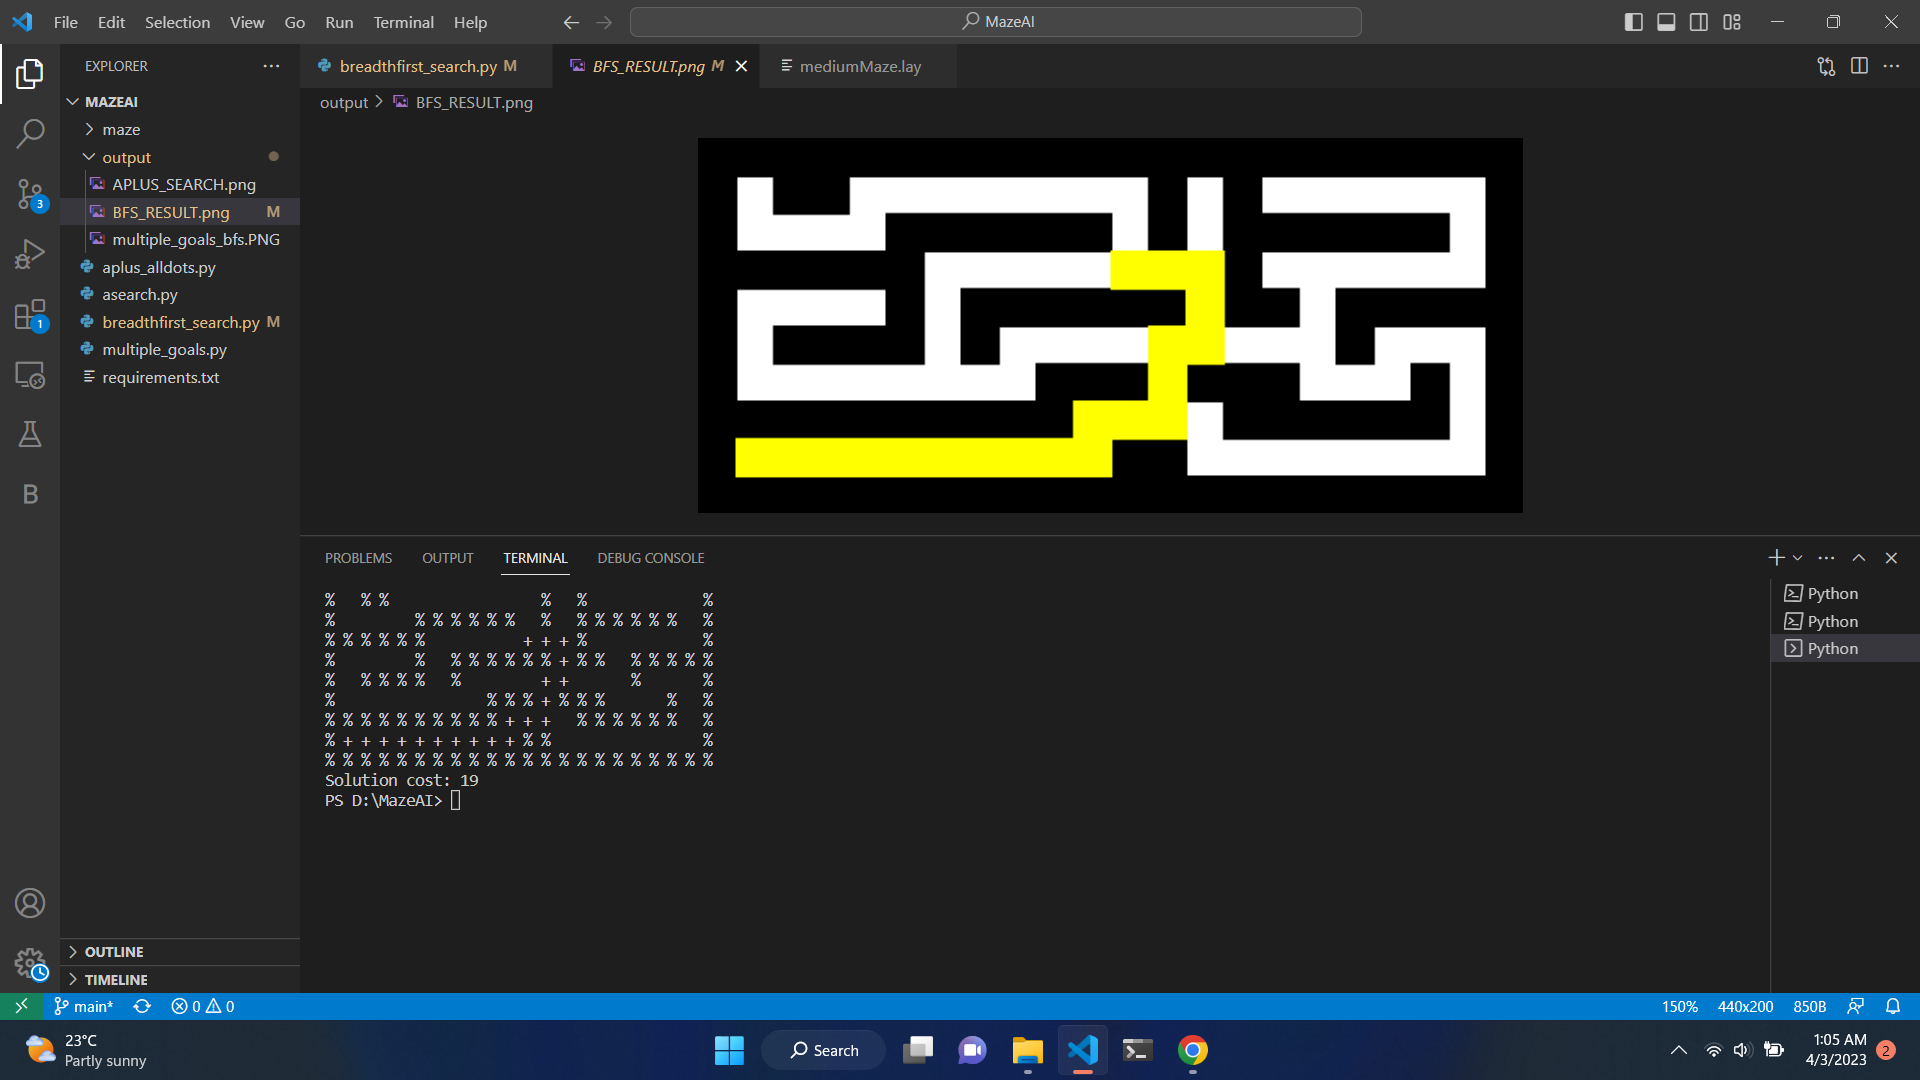 File Edit Selection View Go Run Terminal Help
MazeAI
EXPLORER
breadthfirst_search.py M
BFS_RESULT.png M
mediumMaze.lay
output > BFS_RESULT.png
MAZEAI
maze
output
APLUS_SEARCH.png
BFS_RESULT.png M
multiple_goals_bfs.PNG
aplus_alldots.py
asearch.py
breadthfirst_search.py M
multiple_goals.py
requirements.txt
3
1
B
PROBLEMS OUTPUT TERMINAL DEBUG CONSOLE
%   % %                 %   %             %
%         % % % % % %   %   % % % % % %   %
% % % % % %           + + + %             %
%         %   % % % % % % + % %   % % % % %
%   % % % %   %         + +       %       %
%                 % % % + % % %       %   %
% % % % % % % % % % + + +   % % % % % %   %
% + + + + + + + + + + % %                 %
% % % % % % % % % % % % % % % % % % % % % %
Solution cost: 19
PS D:\MazeAI>
Python
Python
Python
OUTLINE
TIMELINE
main* 0 0
150% 440x200 850B
23°C
Partly sunny
Search
1:05 AM
4/3/2023
2